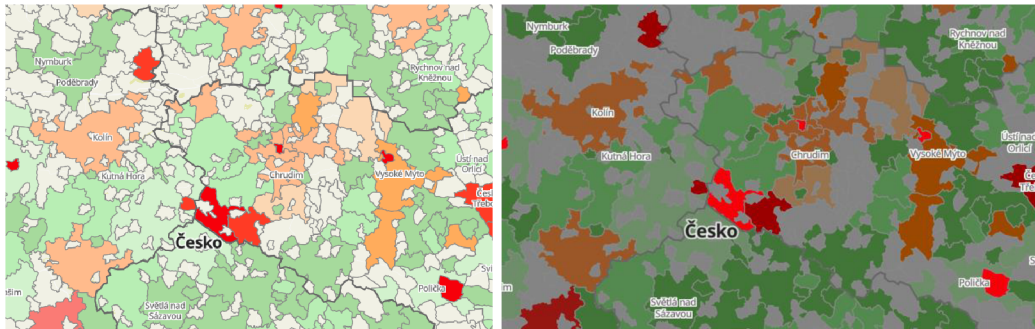 Nymburk
Poděbrady
Rychnov nad
Kněžnou
Kolín
Kutná Hora
Chrudim
Vysoké Mýto
Ústí nad
Orlicí
Česko
Polička
Světlá nad
Sázavou
Nymburk
Poděbrady
Rychnov nad
Kněžnou
Kolín
Kutná Hora
Chrudim
Vysoké Mýto
Ústí nad
Orlicí
Česko
Polička
Světlá nad
Sázavou